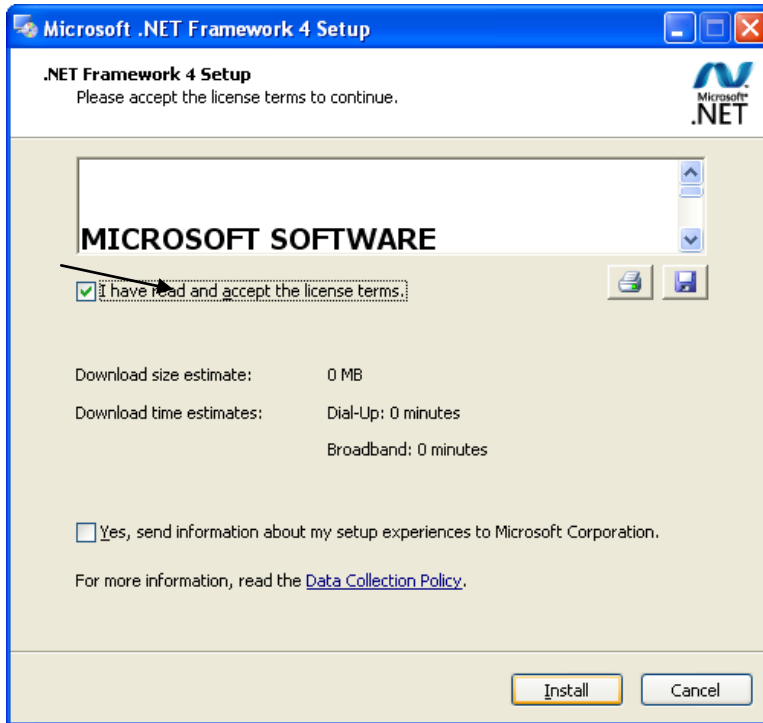 Microsoft .NET Framework 4 Setup
.NET Framework 4 Setup
Please accept the license terms to continue.
Microsoft®
.NET
MICROSOFT SOFTWARE
I have read and accept the license terms.
Download size estimate: 0 MB
Download time estimates: Dial-Up: 0 minutes
Broadband: 0 minutes
Yes, send information about my setup experiences to Microsoft Corporation.
For more information, read the Data Collection Policy.
Install Cancel